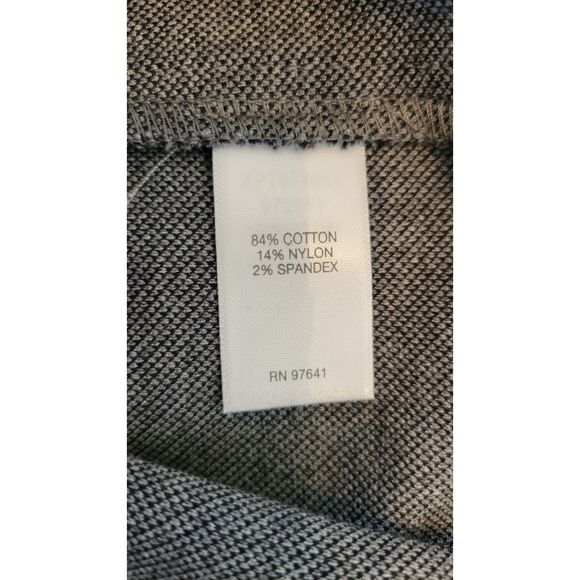 84% COTTON
14% NYLON
2% SPANDEX
RN 97641